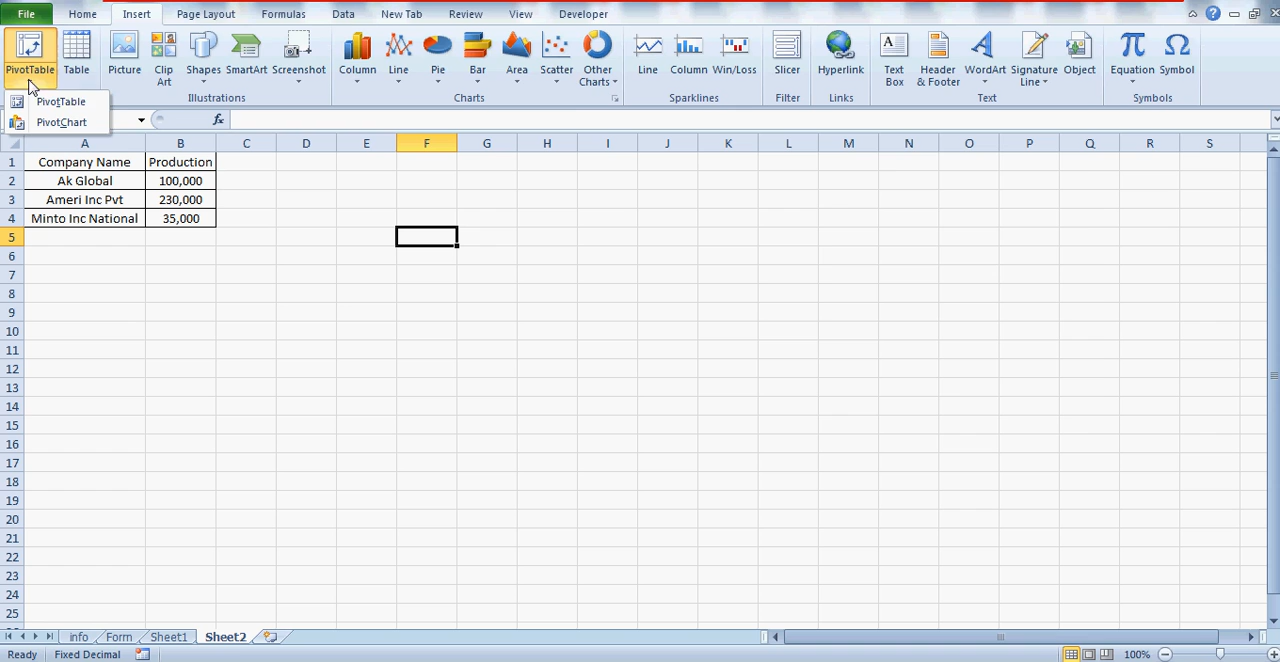 File Home Insert Page Layout Formulas Data New Tab Review View Developer
PivotTable Table Picture Clip Art Shapes SmartArt Screenshot Column Line Pie Bar Area Scatter Other Charts Line Column Win/Loss Slicer Hyperlink Text Box Header & Footer WordArt Signature Line Object Equation Symbol
Illustrations Charts Sparklines Filter Links Text Symbols
PivotTable
PivotChart
fx
A B C D E F G H I J K L M N O P Q R S
1 Company Name Production
2 Ak Global 100,000
3 Ameri Inc Pvt 230,000
4 Minto Inc National 35,000
5
6
7
8
9
10
11
12
13
14
15
16
17
18
19
20
21
22
23
24
25
info Form Sheet1 Sheet2
Ready Fixed Decimal 100%